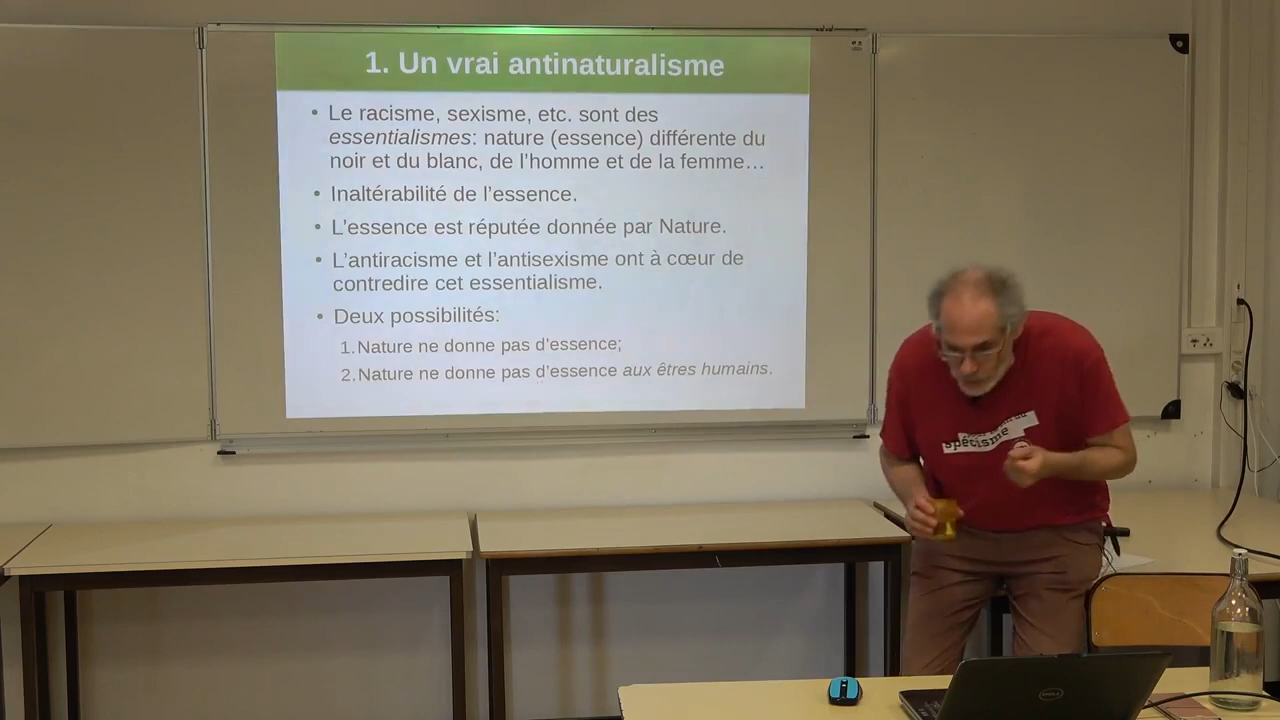 1. Un vrai antinaturalisme
• Le racisme, sexisme, etc. sont des
essentialismes: nature (essence) différente du
noir et du blanc, de l’homme et de la femme…
• Inaltérabilité de l’essence.
• L’essence est réputée donnée par Nature.
• L’antiracisme et l’antisexisme ont à cœur de
contredire cet essentialisme.
• Deux possibilités:
1. Nature ne donne pas d’essence;
2. Nature ne donne pas d’essence aux êtres humains.
spécisme
DELL